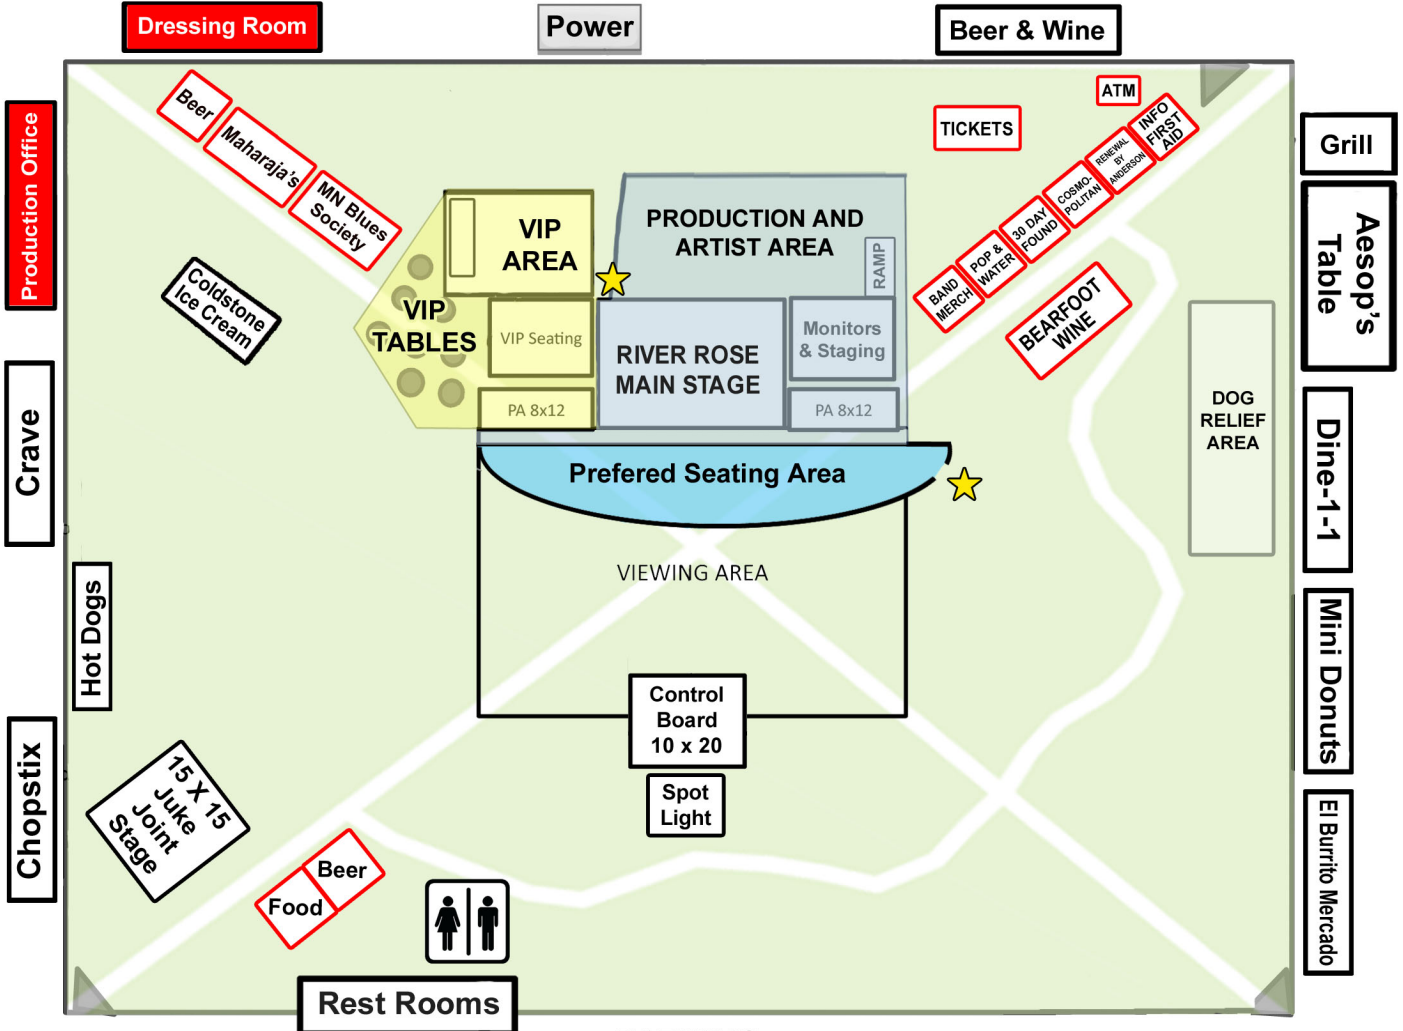 Dressing Room
Power
Beer & Wine
Production Office
Beer
Maharaja's
MN Blues
Society
Coldstone
Ice Cream
Crave
Hot Dogs
Chopstix
15 X 15
Juke
Joint
Stage
Food
Beer
Rest Rooms
VIP
AREA
VIP
TABLES
VIP Seating
PA 8x12
PRODUCTION AND
ARTIST AREA
RAMP
RIVER ROSE
MAIN STAGE
Monitors
& Staging
PA 8x12
Prefered Seating Area
VIEWING AREA
Control
Board
10 x 20
Spot
Light
TICKETS
ATM
INFO
FIRST
AID
RENEWAL
BY
ANDERSON
COSMO-
POLITAN
30 DAY
FOUND
POP &
WATER
BAND
MERCH
BEARFOOT
WINE
DOG
RELIEF
AREA
Grill
Aesop's
Table
Dine-1-1
Mini Donuts
El Burrito Mercado